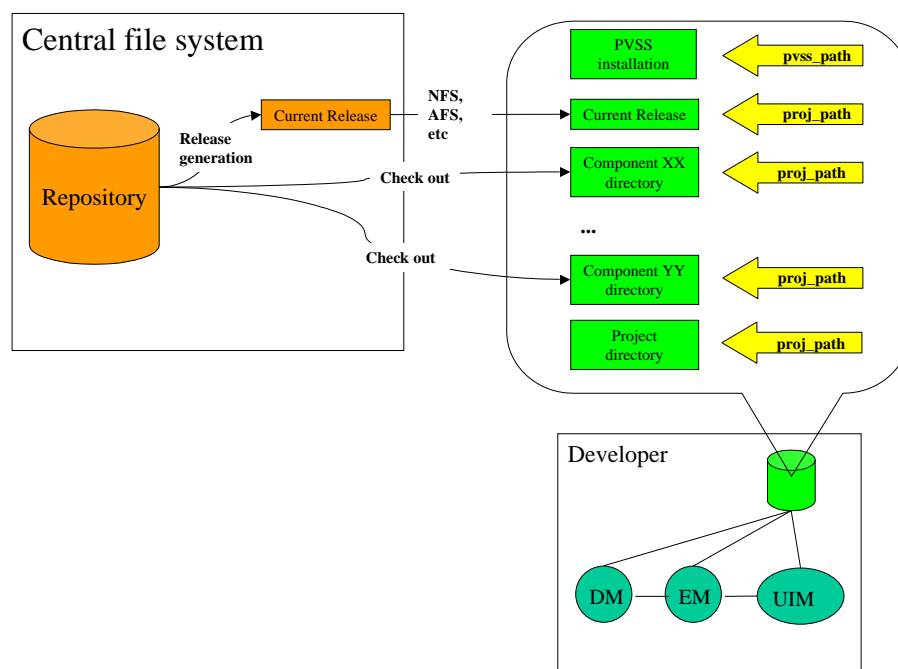 Central file system
Repository
Release
generation
Current Release
NFS,
AFS,
etc
Check out
Check out
PVSS
installation
pvss_path
Current Release
proj_path
Component XX
directory
proj_path
...
Component YY
directory
proj_path
Project
directory
proj_path
Developer
DM
EM
UIM